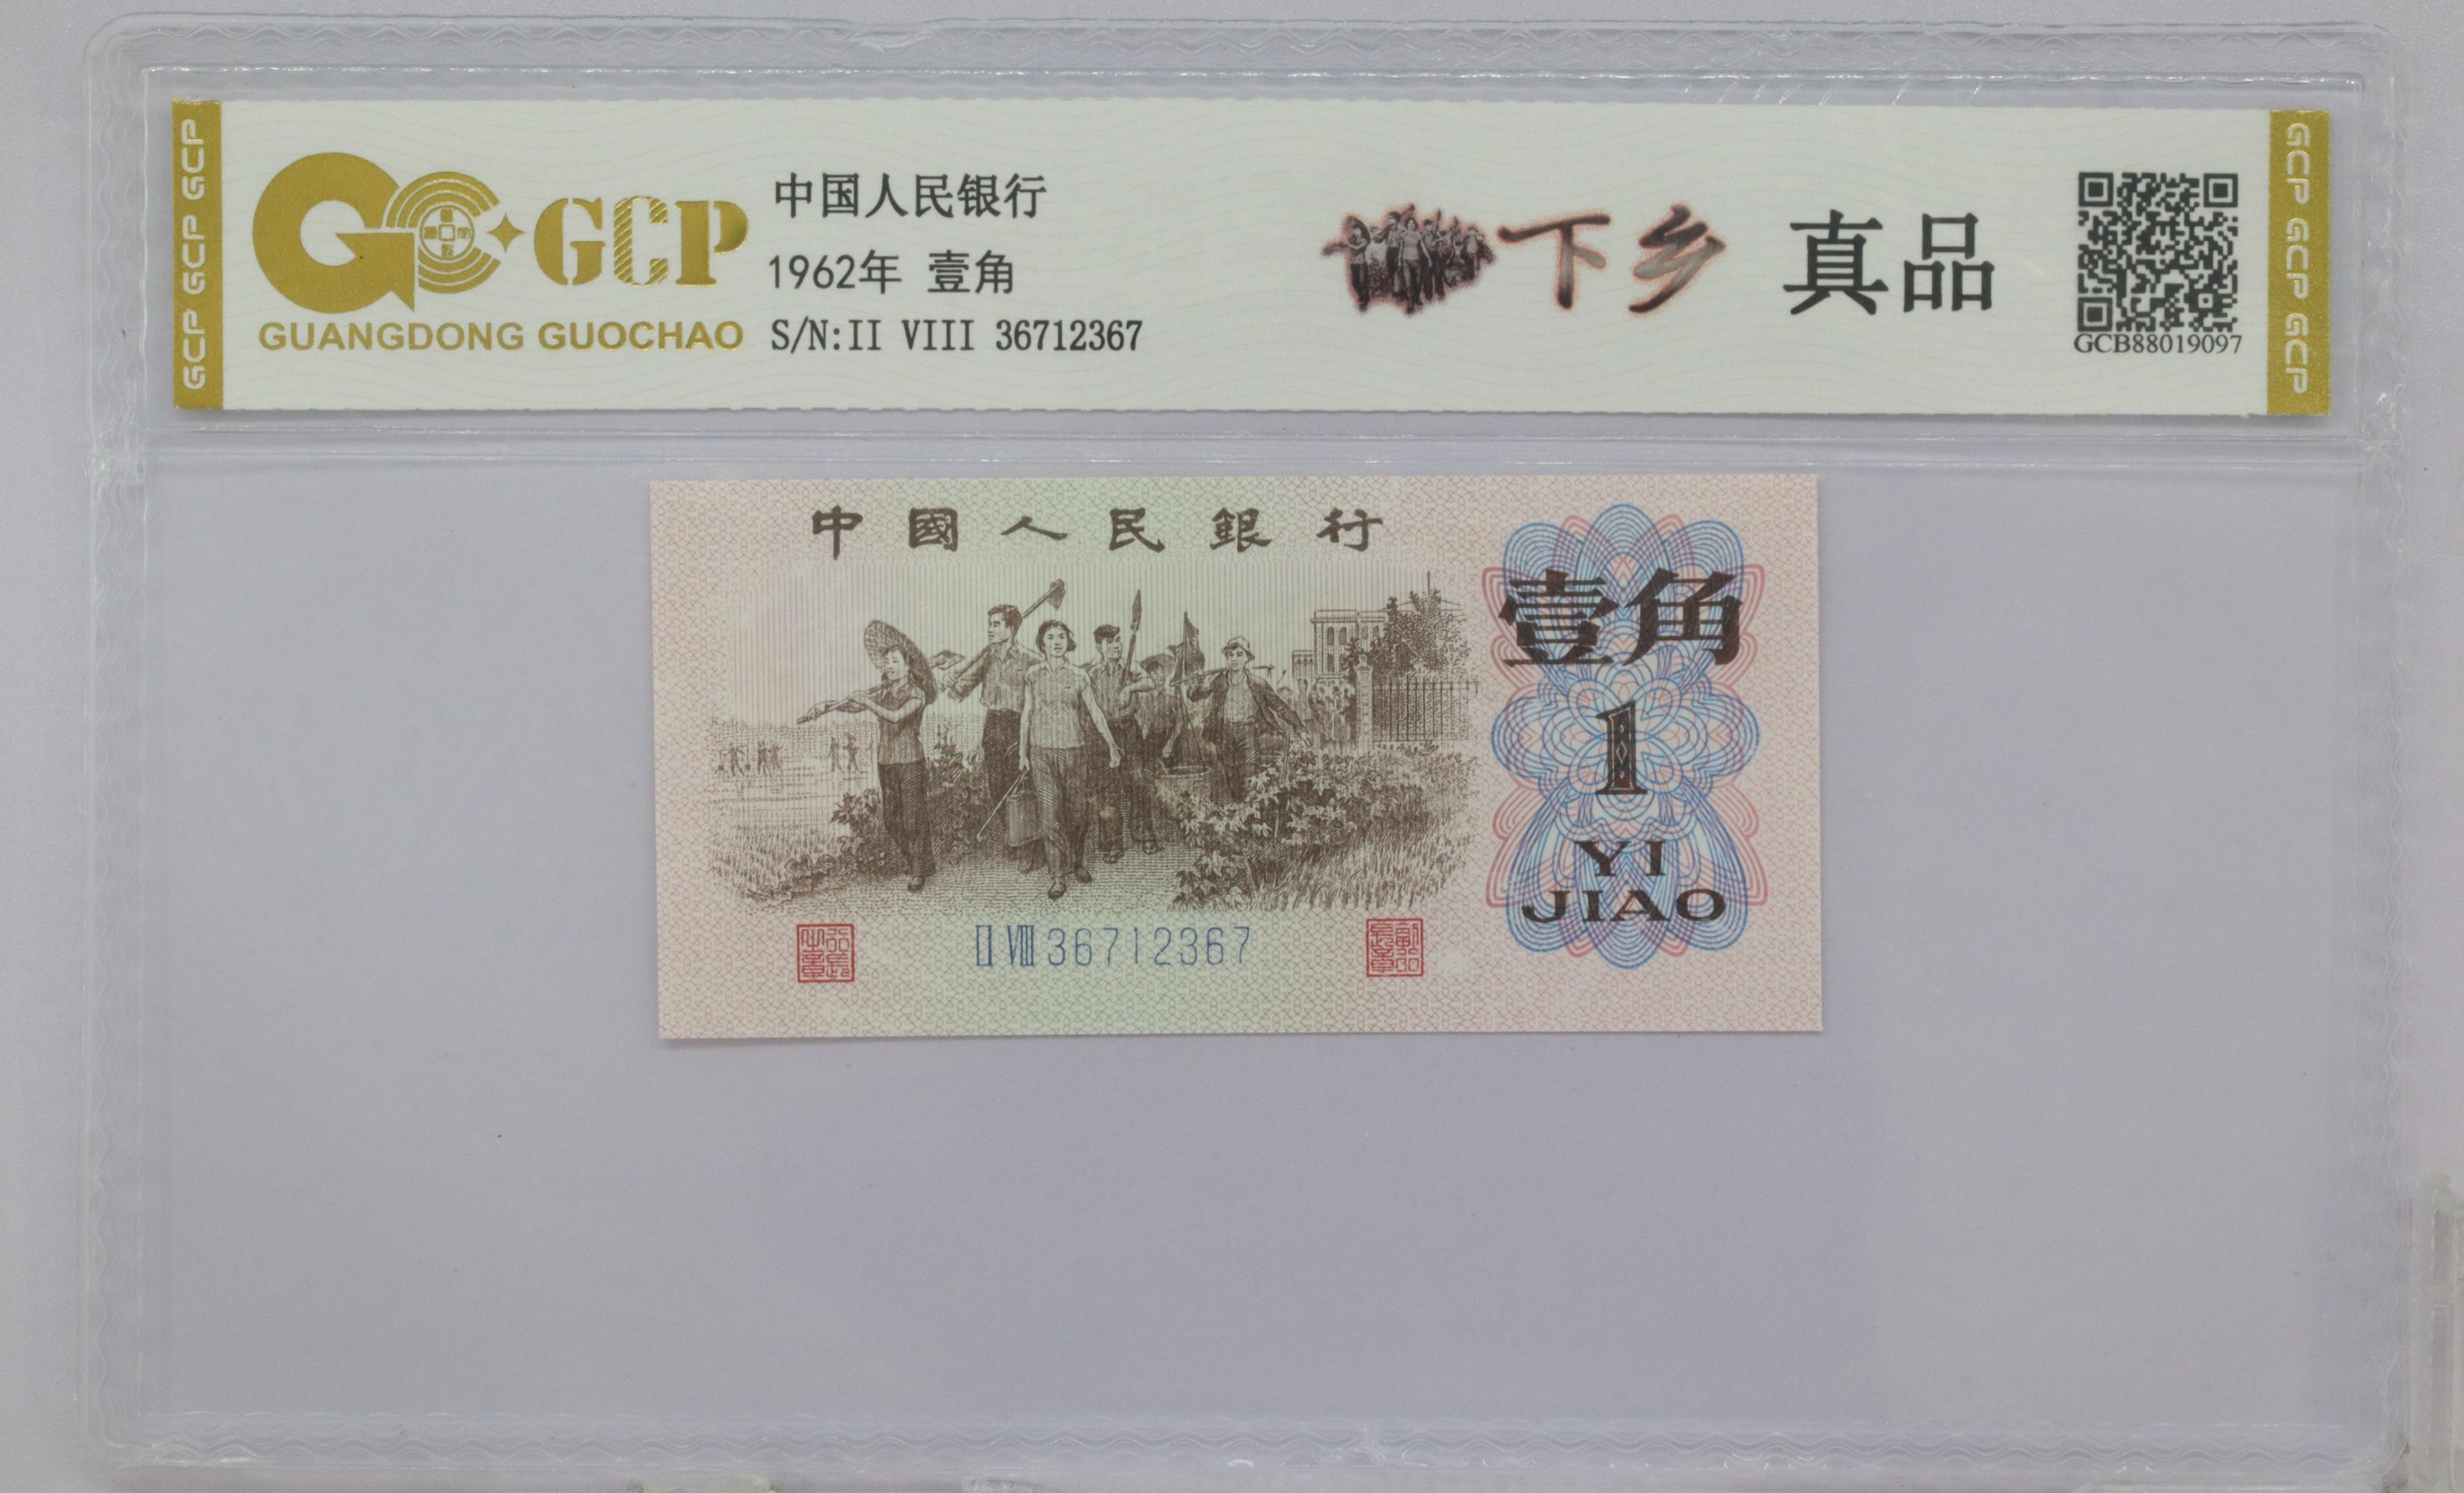 GCP GCP GCP
GCP
GUANGDONG GUOCHAO
中国人民银行
1962年 壹角
S/N:II VIII 36712367
下乡 真品
GCB88019097
GCP GCP GCP
中國人民銀行
壹角
1
YI
JIAO
II VIII 36712367